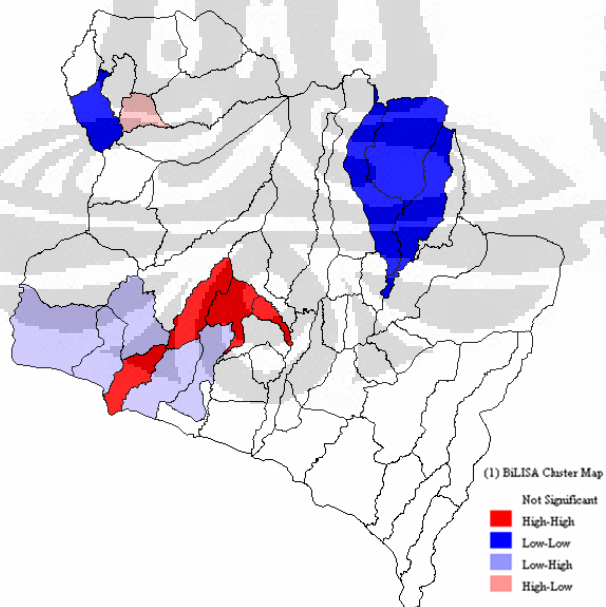 (1) BiLISA Cluster Map
Not Significant
High-High
Low-Low
Low-High
High-Low